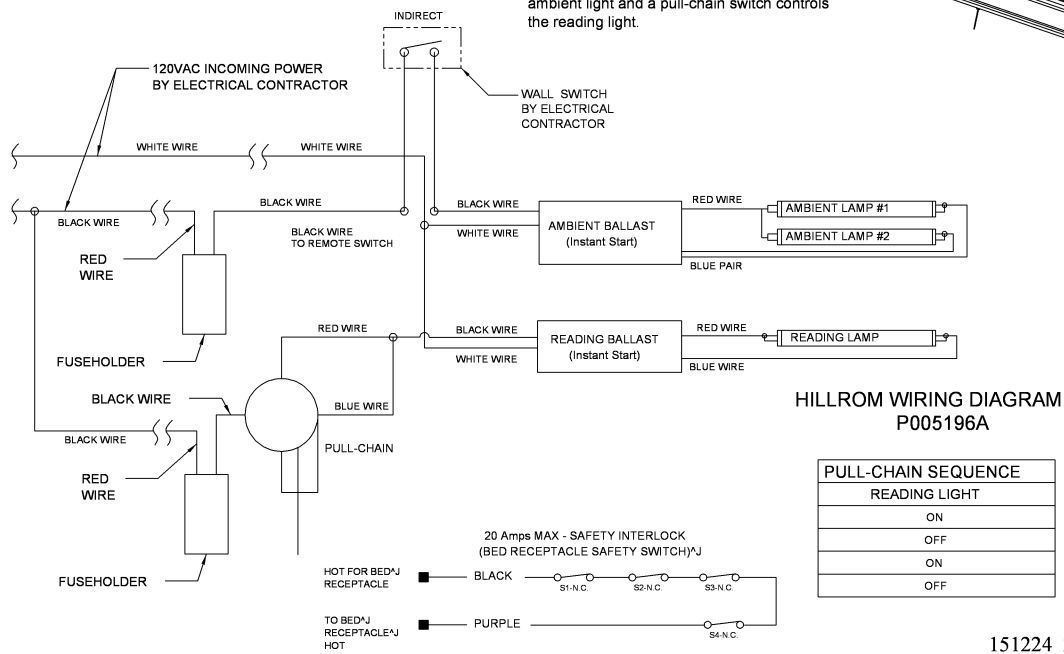 ambient light and a pull-chain switch controls
the reading light.
INDIRECT
120VAC INCOMING POWER
BY ELECTRICAL CONTRACTOR
WALL SWITCH
BY ELECTRICAL
CONTRACTOR
WHITE WIRE
WHITE WIRE
BLACK WIRE
BLACK WIRE
BLACK WIRE
TO REMOTE SWITCH
RED
WIRE
FUSEHOLDER
BLACK WIRE
WHITE WIRE
AMBIENT BALLAST
(Instant Start)
RED WIRE
AMBIENT LAMP #1
AMBIENT LAMP #2
BLUE PAIR
RED WIRE
BLACK WIRE
WHITE WIRE
READING BALLAST
(Instant Start)
RED WIRE
READING LAMP
BLUE WIRE
BLACK WIRE
BLUE WIRE
PULL-CHAIN
BLACK WIRE
RED
WIRE
FUSEHOLDER
HILLROM WIRING DIAGRAM
P005196A
PULL-CHAIN SEQUENCE
READING LIGHT
ON
OFF
ON
OFF
20 Amps MAX - SAFETY INTERLOCK
(BED RECEPTACLE SAFETY SWITCH)^J
HOT FOR BED^J
RECEPTACLE
BLACK
S1-N.C.
S2-N.C.
S3-N.C.
TO BED^J
RECEPTACLE^J
HOT
PURPLE
S4-N.C.
151224